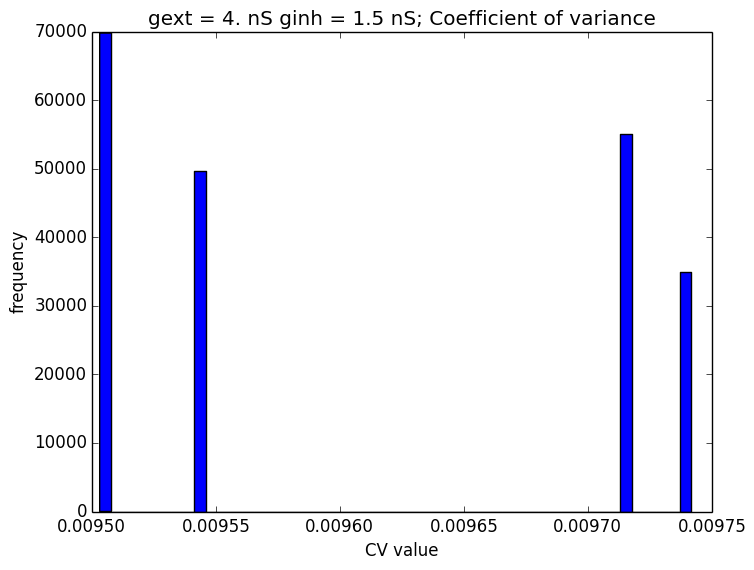 gext = 4. nS ginh = 1.5 nS; Coefficient of variance
70000
60000
50000
40000
30000
20000
10000
0
frequency
0.00950 0.00955 0.00960 0.00965 0.00970 0.00975
CV value